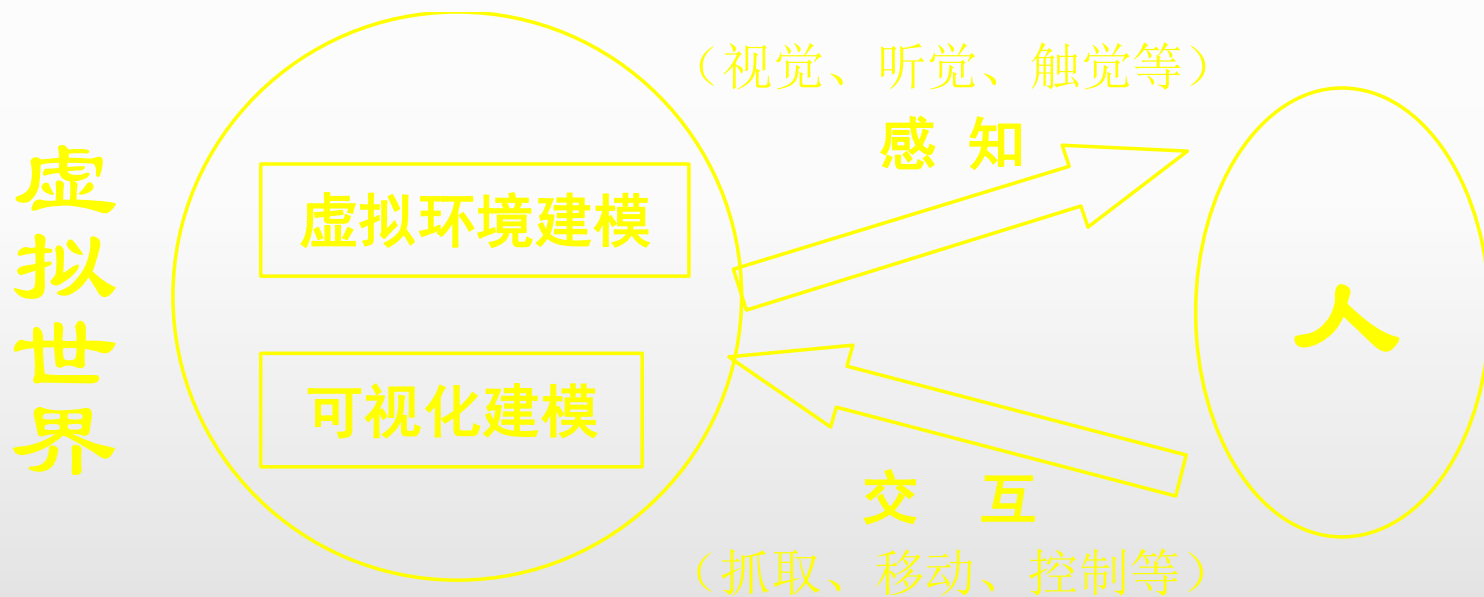 虚拟世界
虚拟环境建模
可视化建模
（视觉、听觉、触觉等）
感 知
交 互
（抓取、移动、控制等）
人